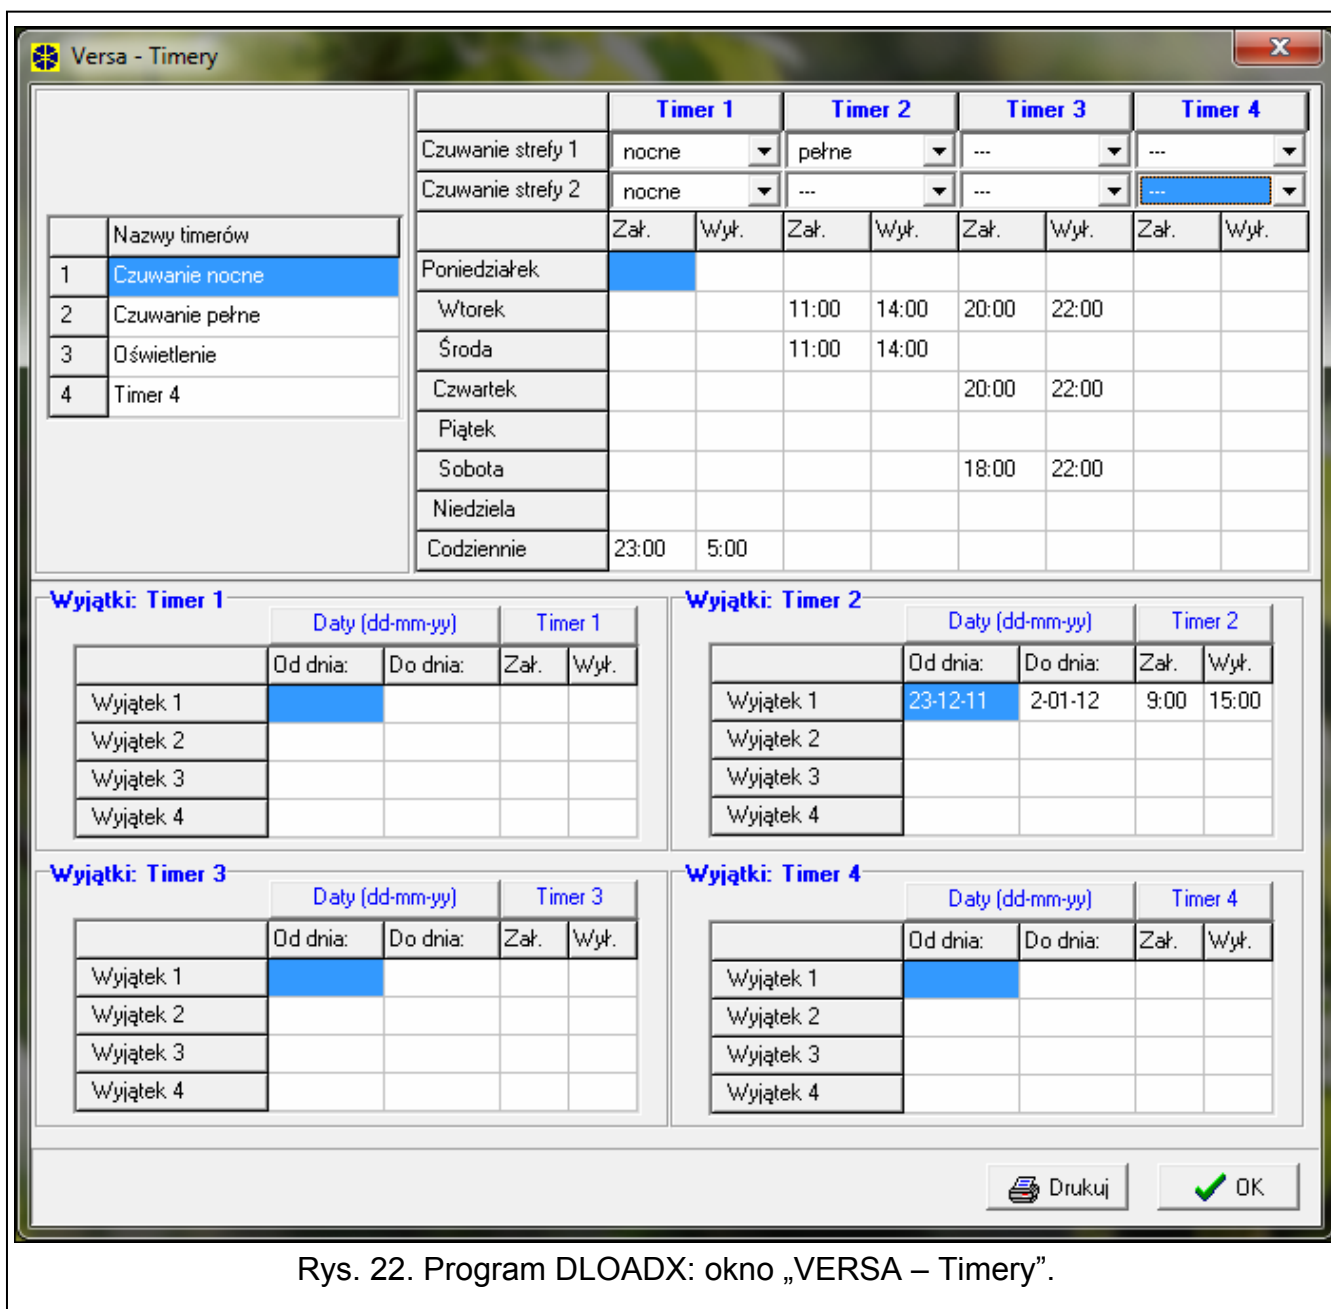 Versa - Timery
Timer 1 Timer 2 Timer 3 Timer 4
Czuwanie strefy 1 nocne pełne --- ---
Czuwanie strefy 2 nocne --- --- ---
Zał. Wył. Zał. Wył. Zał. Wył. Zał. Wył.
Nazwy timerów
1 Czuwanie nocne
2 Czuwanie pełne
3 Oświetlenie
4 Timer 4
Poniedziałek
Wtorek 11:00 14:00 20:00 22:00
Środa 11:00 14:00
Czwartek 20:00 22:00
Piątek
Sobota 18:00 22:00
Niedziela
Codziennie 23:00 5:00
Wyjątki: Timer 1
Daty (dd-mm-yy) Timer 1
Od dnia: Do dnia: Zał. Wył.
Wyjątek 1
Wyjątek 2
Wyjątek 3
Wyjątek 4
Wyjątki: Timer 2
Daty (dd-mm-yy) Timer 2
Od dnia: Do dnia: Zał. Wył.
Wyjątek 1 23-12-11 2-01-12 9:00 15:00
Wyjątek 2
Wyjątek 3
Wyjątek 4
Wyjątki: Timer 3
Daty (dd-mm-yy) Timer 3
Od dnia: Do dnia: Zał. Wył.
Wyjątek 1
Wyjątek 2
Wyjątek 3
Wyjątek 4
Wyjątki: Timer 4
Daty (dd-mm-yy) Timer 4
Od dnia: Do dnia: Zał. Wył.
Wyjątek 1
Wyjątek 2
Wyjątek 3
Wyjątek 4
Drukuj OK
Rys. 22. Program DLOADX: okno „VERSA – Timery”.